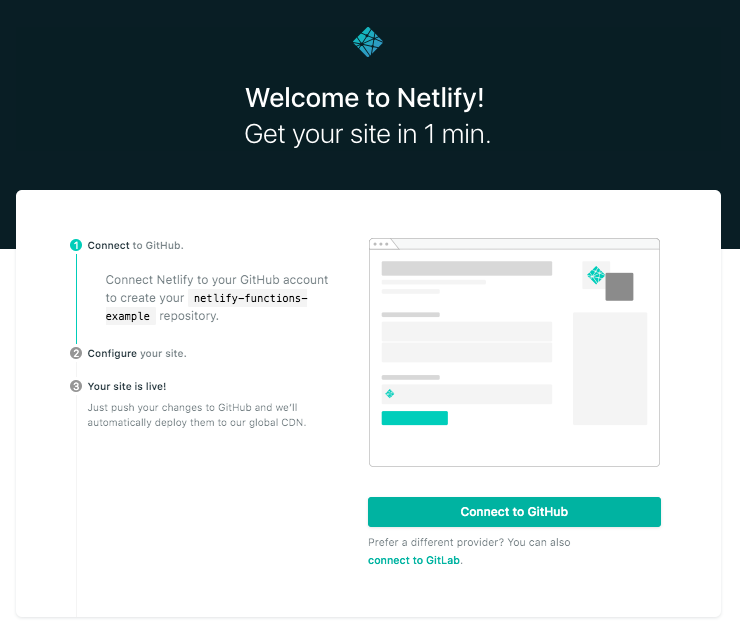 Welcome to Netlify!
Get your site in 1 min.
1 Connect to GitHub.
Connect Netlify to your GitHub account
to create your netlify-functions-
example repository.
2 Configure your site.
3 Your site is live!
Just push your changes to GitHub and we'll
automatically deploy them to our global CDN.
Connect to GitHub
Prefer a different provider? You can also
connect to GitLab.